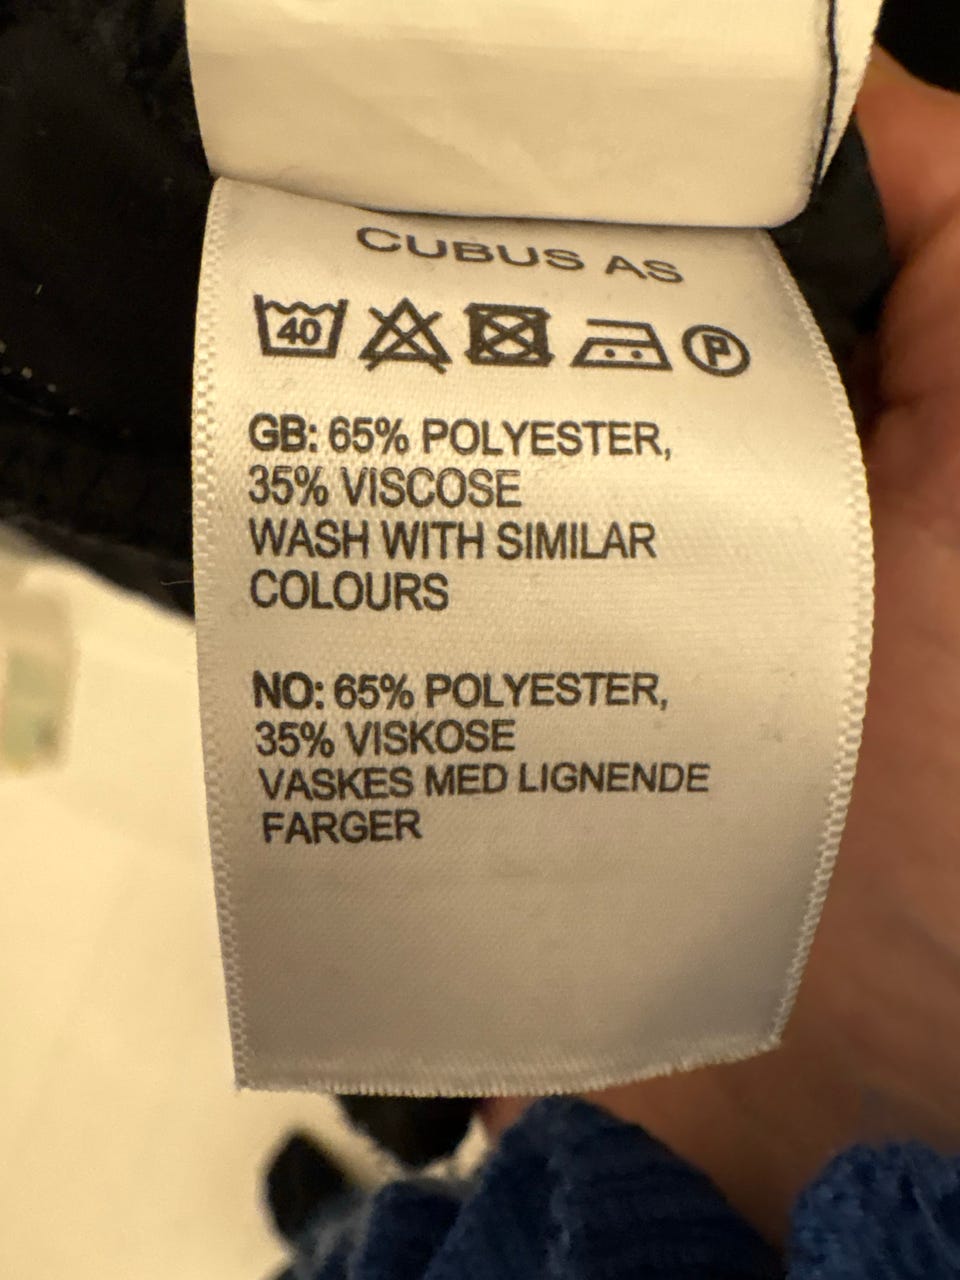 CUBUS AS
40 P
GB: 65% POLYESTER,
35% VISCOSE
WASH WITH SIMILAR
COLOURS
NO: 65% POLYESTER,
35% VISKOSE
VASKES MED LIGNENDE
FARGER